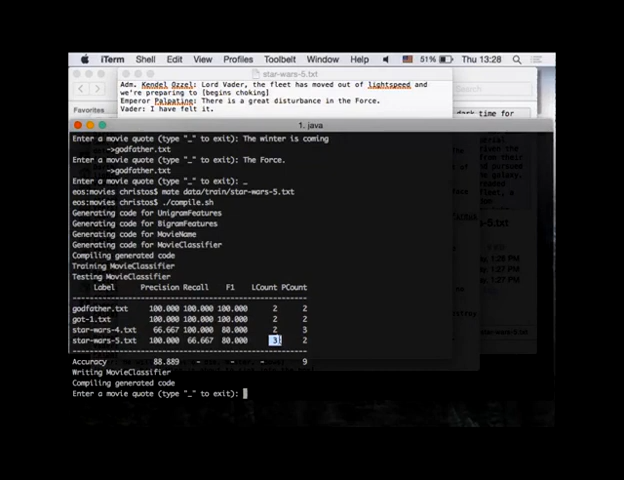 iTerm Shell Edit View Profiles Toolbelt Window Help 51% Thu 13:28
star-wars-5.txt
Search
Favorites
Adm. Kendel Ozzel: Lord Vader, the fleet has moved out of lightspeed and
we're preparing to [begins choking]
Emperor Palpatine: There is a great disturbance in the Force.
Vader: I have felt it.
dark time for
1. java
Enter a movie quote (type "_" to exit): The winter is coming
->godfather.txt
Enter a movie quote (type "_" to exit): The Force.
->godfather.txt
Enter a movie quote (type "_" to exit): _
eos:movies christos$ mate data/train/star-wars-5.txt
eos:movies christos$ ./compile.sh
Generating code for UnigramFeatures
Generating code for BigramFeatures
Generating code for MovieName
Generating code for MovieClassifier
Compiling generated code
Training MovieClassifier
Testing MovieClassifier
Label Precision Recall F1 LCount PCount
----------------------------------------------------
godfather.txt 100.000 100.000 100.000 2 2
got-1.txt 100.000 100.000 100.000 2 2
star-wars-4.txt 66.667 100.000 80.000 2 3
star-wars-5.txt 100.000 66.667 80.000 3 2
----------------------------------------------------
Accuracy 88.889 - - - 9
Writing MovieClassifier
Compiling generated code
Enter a movie quote (type "_" to exit):